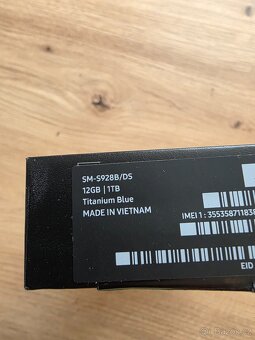 SM-S928B/DS
12GB | 1TB
Titanium Blue
MADE IN VIETNAM
IMEI 1 : 35535871183
EID